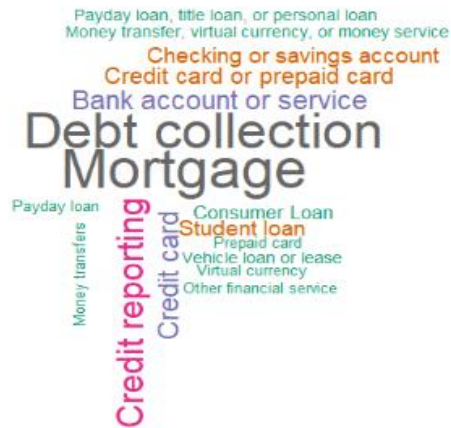 Payday loan, title loan, or personal loan
Money transfer, virtual currency, or money service
Checking or savings account
Credit card or prepaid card
Bank account or service
Debt collection
Mortgage
Payday loan
Money transfers
Credit reporting
Credit card
Consumer Loan
Student loan
Prepaid card
Vehicle loan or lease
Virtual currency
Other financial service